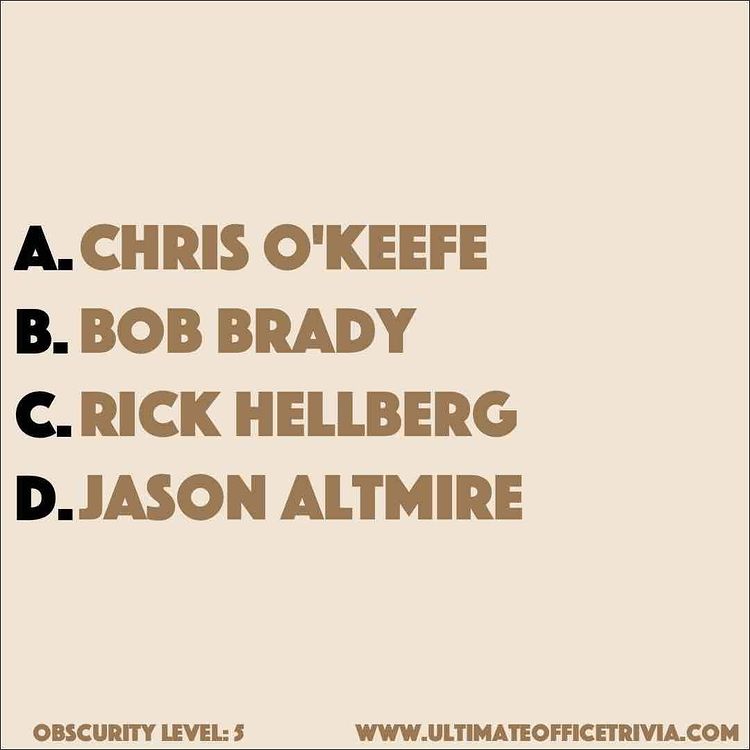 A. CHRIS O'KEEFE
B. BOB BRADY
C. RICK HELLBERG
D. JASON ALTMIRE
OBSCURITY LEVEL: 5 WWW.ULTIMATEOFFICETRIVIA.COM